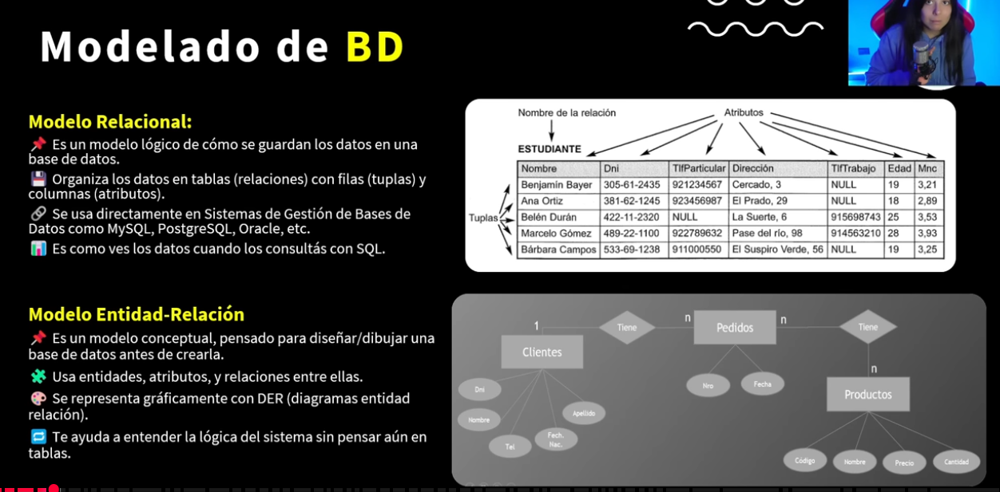 Modelado de BD
Modelo Relacional:
📌 Es un modelo lógico de cómo se guardan los datos en una
base de datos.
💾 Organiza los datos en tablas (relaciones) con filas (tuplas) y
columnas (atributos).
🔗 Se usa directamente en Sistemas de Gestión de Bases de
Datos como MySQL, PostgreSQL, Oracle, etc.
📊 Es como ves los datos cuando los consultás con SQL.
Nombre de la relación
Atributos
ESTUDIANTE
Nombre Dni TlfParticular Dirección TlfTrabajo Edad Mnc
Benjamín Bayer 305-61-2435 921234567 Cercado, 3 NULL 19 3,21
Ana Ortiz 381-62-1245 923456987 El Prado, 29 NULL 18 2,89
Tuplas
Belén Durán 422-11-2320 NULL La Suerte, 6 915698743 25 3,53
Marcelo Gómez 489-22-1100 922789632 Pase del río, 98 914563210 28 3,93
Bárbara Campos 533-69-1238 911000550 El Suspiro Verde, 56 NULL 19 3,25
Modelo Entidad-Relación
📌 Es un modelo conceptual, pensado para diseñar/dibujar una
base de datos antes de crearla.
🧩 Usa entidades, atributos, y relaciones entre ellas.
🎨 Se representa gráficamente con DER (diagramas entidad
relación).
🔁 Te ayuda a entender la lógica del sistema sin pensar aún en
tablas.
1
Tiene
n
Pedidos
n
Tiene
Clientes
n
Productos
Dni
Nombre
Tel
Fech.
Nac.
Apellido
Nro
Fecha
Código
Nombre
Precio
Cantidad